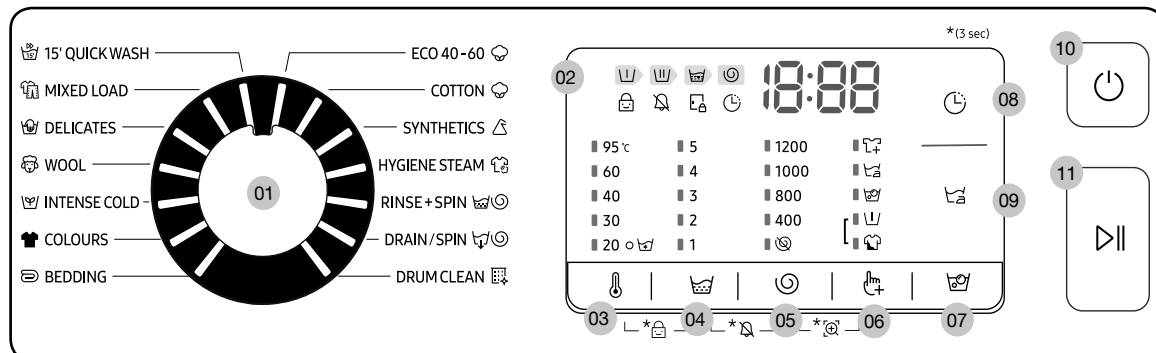 *(3 sec)
15' QUICK WASH
MIXED LOAD
DELICATES
WOOL
INTENSE COLD
COLOURS
BEDDING
01
ECO 40-60
COTTON
SYNTHETICS
HYGIENE STEAM
RINSE+SPIN
DRAIN/SPIN
DRUM CLEAN
02
18:88
95 °c 5 1200
60 4 1000
40 3 800
30 2 400
20 1
03 04 05 06 07
* * *
08
09
10
11